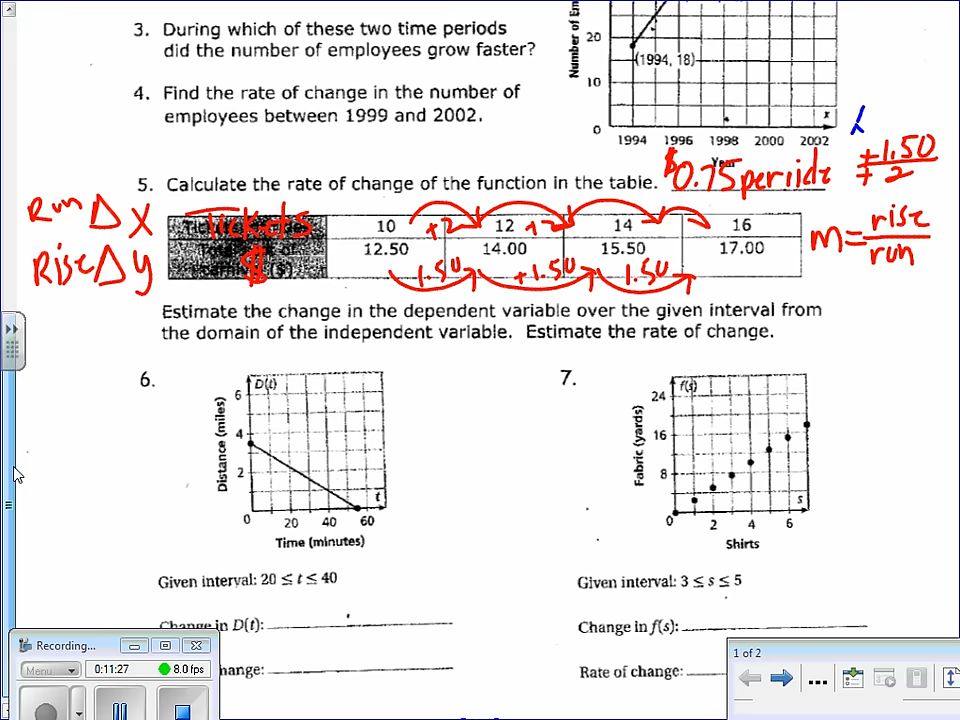 3. During which of these two time periods
did the number of employees grow faster?
4. Find the rate of change in the number of
employees between 1999 and 2002.
20
10
0
(1994, 18)
x
1994 1996 1998 2000 2002
Year
Number of Em
5. Calculate the rate of change of the function in the table. $0.75 per ride
+1.50
+2
Run Δ X
Tickets
10 12 14 16
+2 +2
Rise Δ y
$
12.50 14.00 15.50 17.00
1.50 +1.50 1.50
m = rise
run
Estimate the change in the dependent variable over the given interval from
the domain of the independent variable. Estimate the rate of change.
6.
D(t)
6
4
2
0
20 40 60
t
Distance (miles)
Time (minutes)
Given interval: 20 ≤ t ≤ 40
Change in D(t):
hange:
7.
f(s)
24
16
8
0
2 4 6
s
Fabric (yards)
Shirts
Given interval: 3 ≤ s ≤ 5
Change in f(s):
Rate of change:
Recording...
Menu
0:11:27
8.0 fps
1 of 2